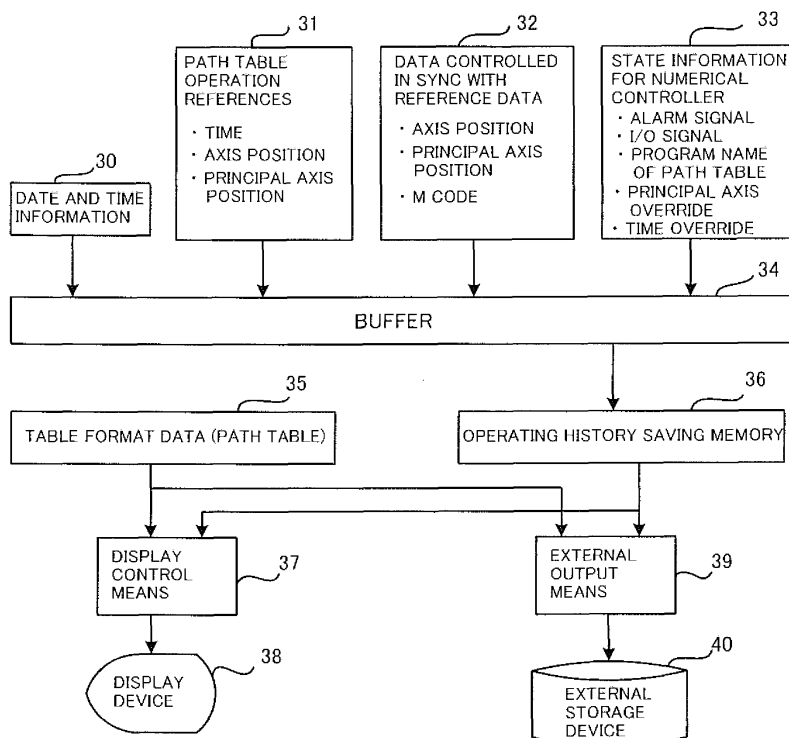 31
32
33
PATH TABLE
OPERATION
REFERENCES
・ TIME
・ AXIS POSITION
・ PRINCIPAL AXIS
POSITION
DATA CONTROLLED
IN SYNC WITH
REFERENCE DATA
・ AXIS POSITION
・ PRINCIPAL AXIS
POSITION
・ M CODE
STATE INFORMATION
FOR NUMERICAL
CONTROLLER
・ ALARM SIGNAL
・ I/O SIGNAL
・ PROGRAM NAME
OF PATH TABLE
・ PRINCIPAL AXIS
OVERRIDE
・ TIME OVERRIDE
30
DATE AND TIME
INFORMATION
34
BUFFER
35
TABLE FORMAT DATA (PATH TABLE)
36
OPERATING HISTORY SAVING MEMORY
DISPLAY
CONTROL
MEANS
37
EXTERNAL
OUTPUT
MEANS
39
38
DISPLAY
DEVICE
40
EXTERNAL
STORAGE
DEVICE